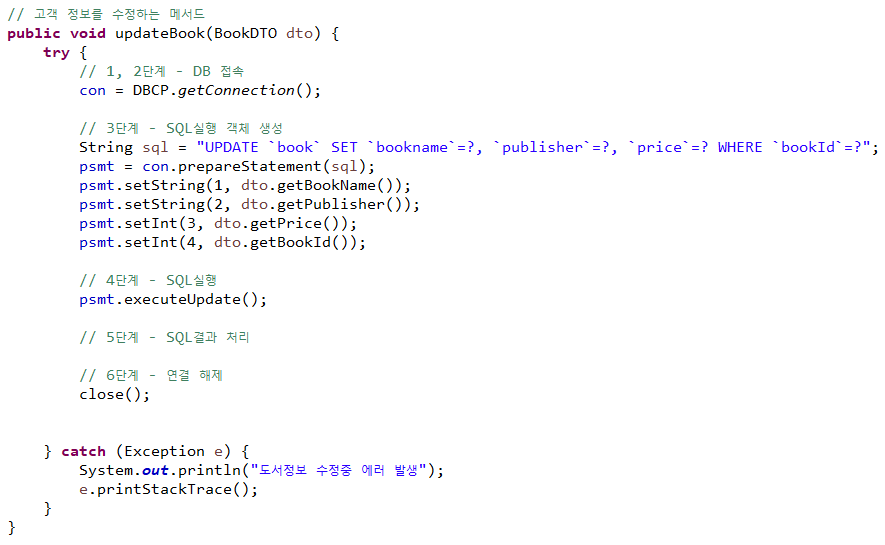 // 고객 정보를 수정하는 메서드
public void updateBook(BookDTO dto) {
    try {
        // 1, 2단계 - DB 접속
        con = DBCP.getConnection();

        // 3단계 - SQL실행 객체 생성
        String sql = "UPDATE `book` SET `bookname`=?, `publisher`=?, `price`=? WHERE `bookId`=?";
        psmt = con.prepareStatement(sql);
        psmt.setString(1, dto.getBookName());
        psmt.setString(2, dto.getPublisher());
        psmt.setInt(3, dto.getPrice());
        psmt.setInt(4, dto.getBookId());

        // 4단계 - SQL실행
        psmt.executeUpdate();

        // 5단계 - SQL결과 처리

        // 6단계 - 연결 해제
        close();


    } catch (Exception e) {
        System.out.println("도서정보 수정중 에러 발생");
        e.printStackTrace();
    }
}